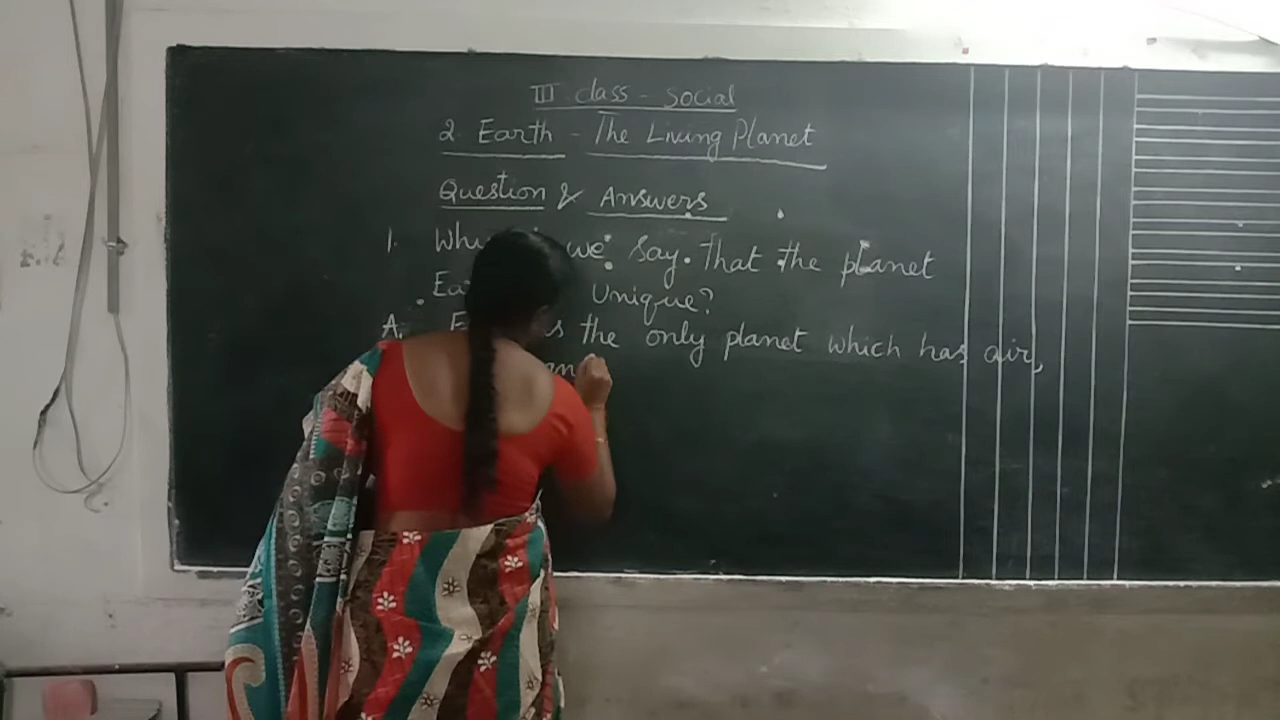 III class - Social
2 Earth - The Living Planet
Question & Answers
1. we say that the planet
Unique?
A. the only planet which has air,